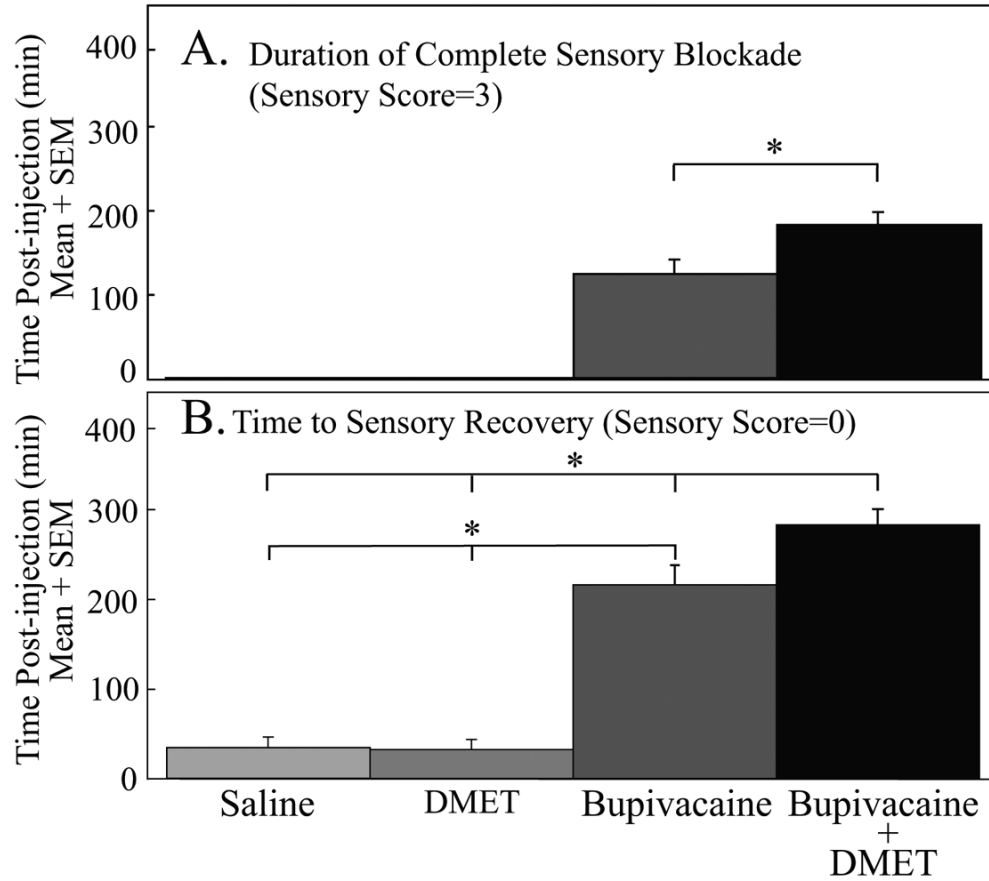 A. Duration of Complete Sensory Blockade
(Sensory Score=3)
Time Post-injection (min)
Mean + SEM
400
300
200
100
0
*
B. Time to Sensory Recovery (Sensory Score=0)
Time Post-injection (min)
Mean + SEM
400
300
200
100
0
*
*
Saline
DMET
Bupivacaine
Bupivacaine
+
DMET